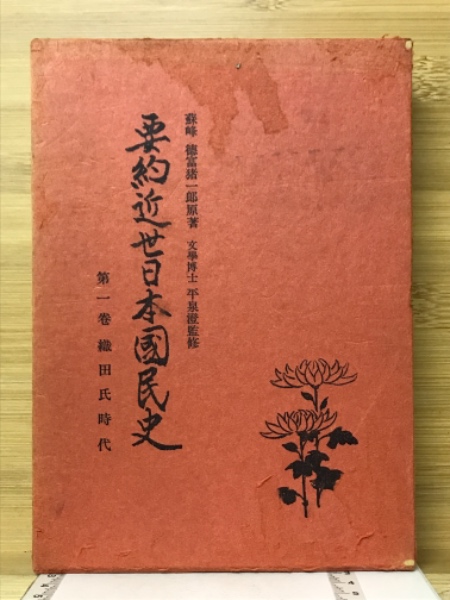 蘇峰 徳富猪一郎原著 文學博士 平泉澄監修
要約近世日本國民史
第一巻 織田氏時代